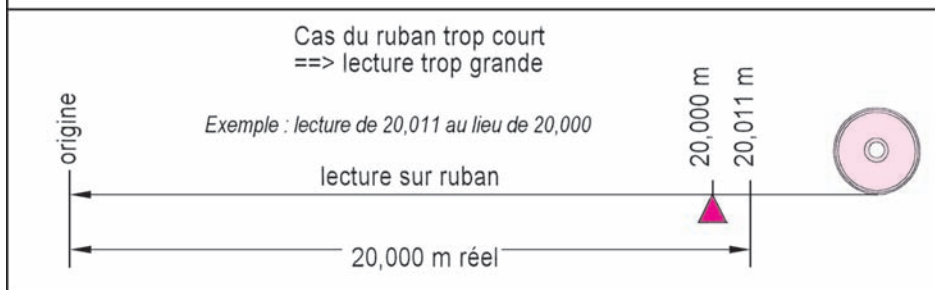 Cas du ruban trop court
==> lecture trop grande
Exemple : lecture de 20,011 au lieu de 20,000
origine
20,000 m
20,011 m
lecture sur ruban
20,000 m réel